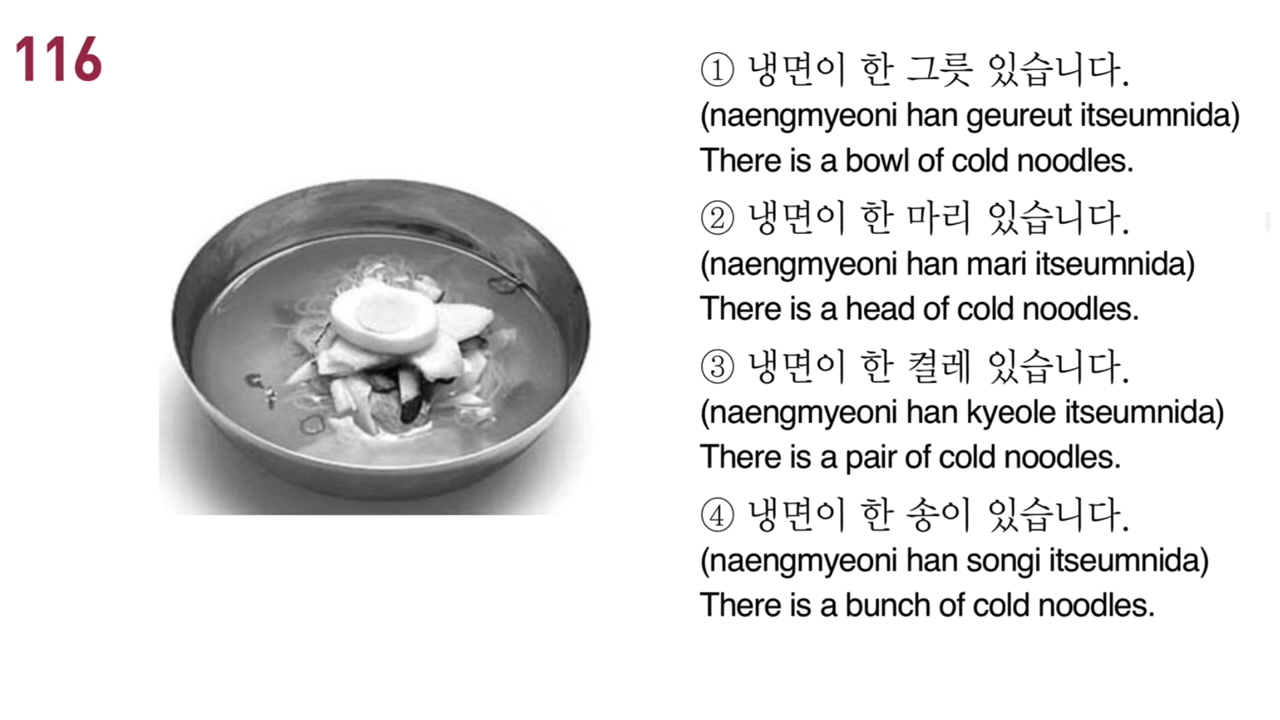 116
① 냉면이 한 그릇 있습니다.
(naengmyeoni han geureut itseumnida)
There is a bowl of cold noodles.
② 냉면이 한 마리 있습니다.
(naengmyeoni han mari itseumnida)
There is a head of cold noodles.
③ 냉면이 한 켤레 있습니다.
(naengmyeoni han kyeole itseumnida)
There is a pair of cold noodles.
④ 냉면이 한 송이 있습니다.
(naengmyeoni han songi itseumnida)
There is a bunch of cold noodles.